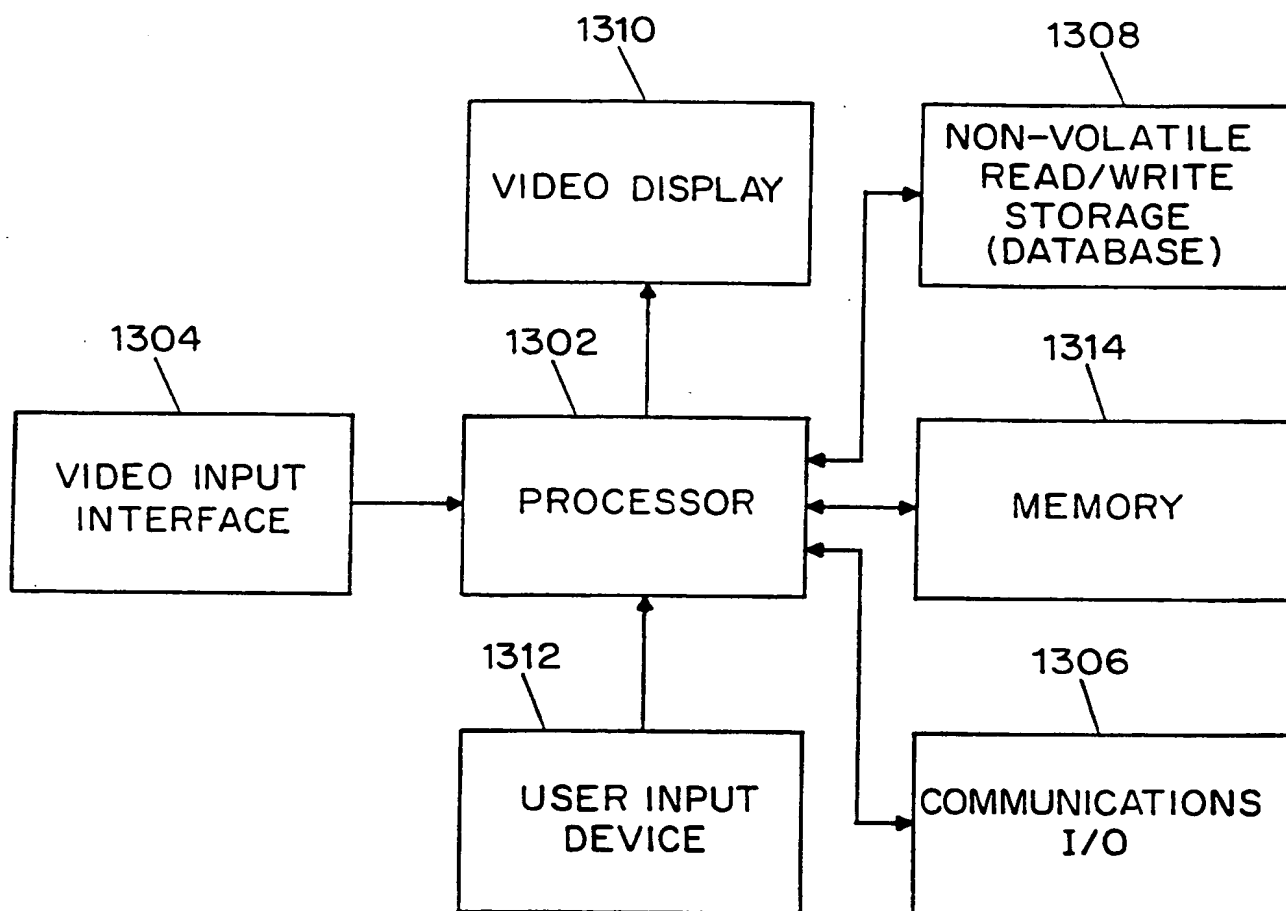 1310
1308
VIDEO DISPLAY
NON-VOLATILE
READ/WRITE
STORAGE
(DATABASE)
1304
1302
1314
VIDEO INPUT
INTERFACE
PROCESSOR
MEMORY
1312
1306
USER INPUT
DEVICE
COMMUNICATIONS
I/O